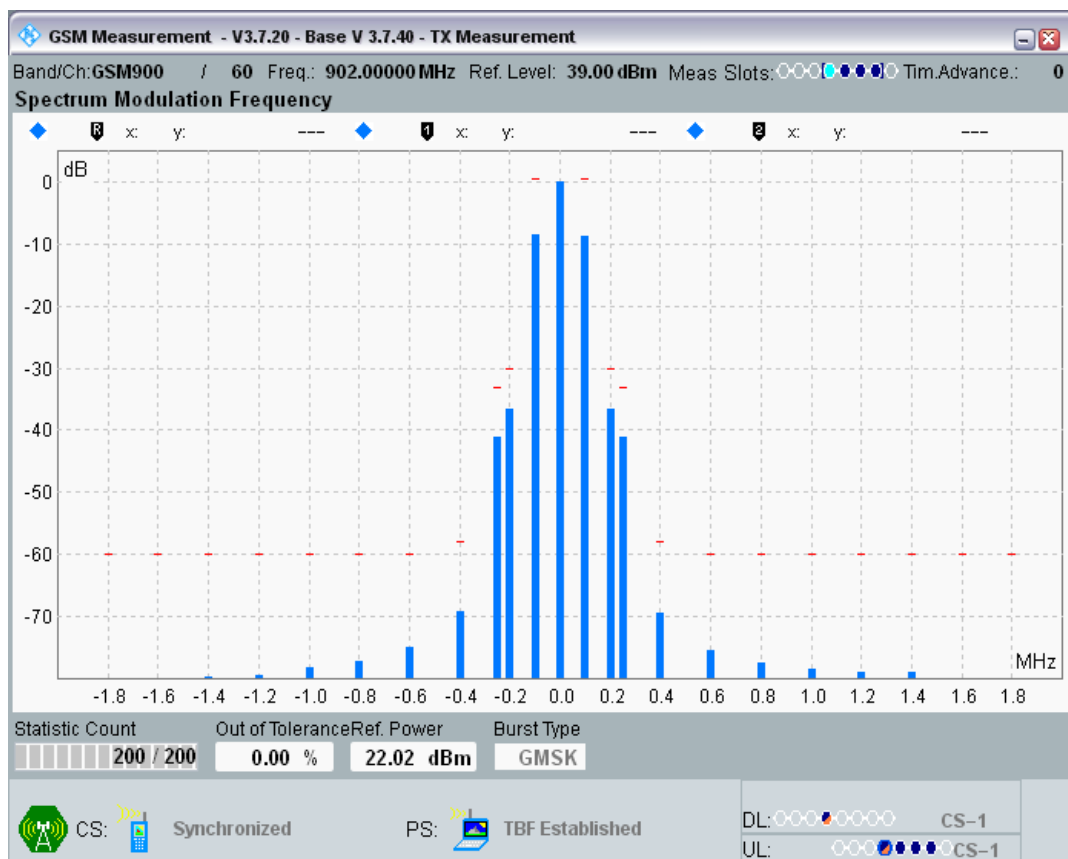 GSM Measurement - V3.7.20 - Base V 3.7.40 - TX Measurement
Band/Ch:GSM900 / 60 Freq.: 902.00000 MHz Ref. Level: 39.00 dBm Meas Slots: Tim.Advance.: 0
Spectrum Modulation Frequency
R x: y: --- 1 x: y: --- 2 x: y: ---
dB
0
-10
-20
-30
-40
-50
-60
-70
MHz
-1.8 -1.6 -1.4 -1.2 -1.0 -0.8 -0.6 -0.4 -0.2 0.0 0.2 0.4 0.6 0.8 1.0 1.2 1.4 1.6 1.8
Statistic Count Out of Tolerance Ref. Power Burst Type
200 / 200 0.00 % 22.02 dBm GMSK
CS: Synchronized PS: TBF Established
DL: CS-1
UL: CS-1